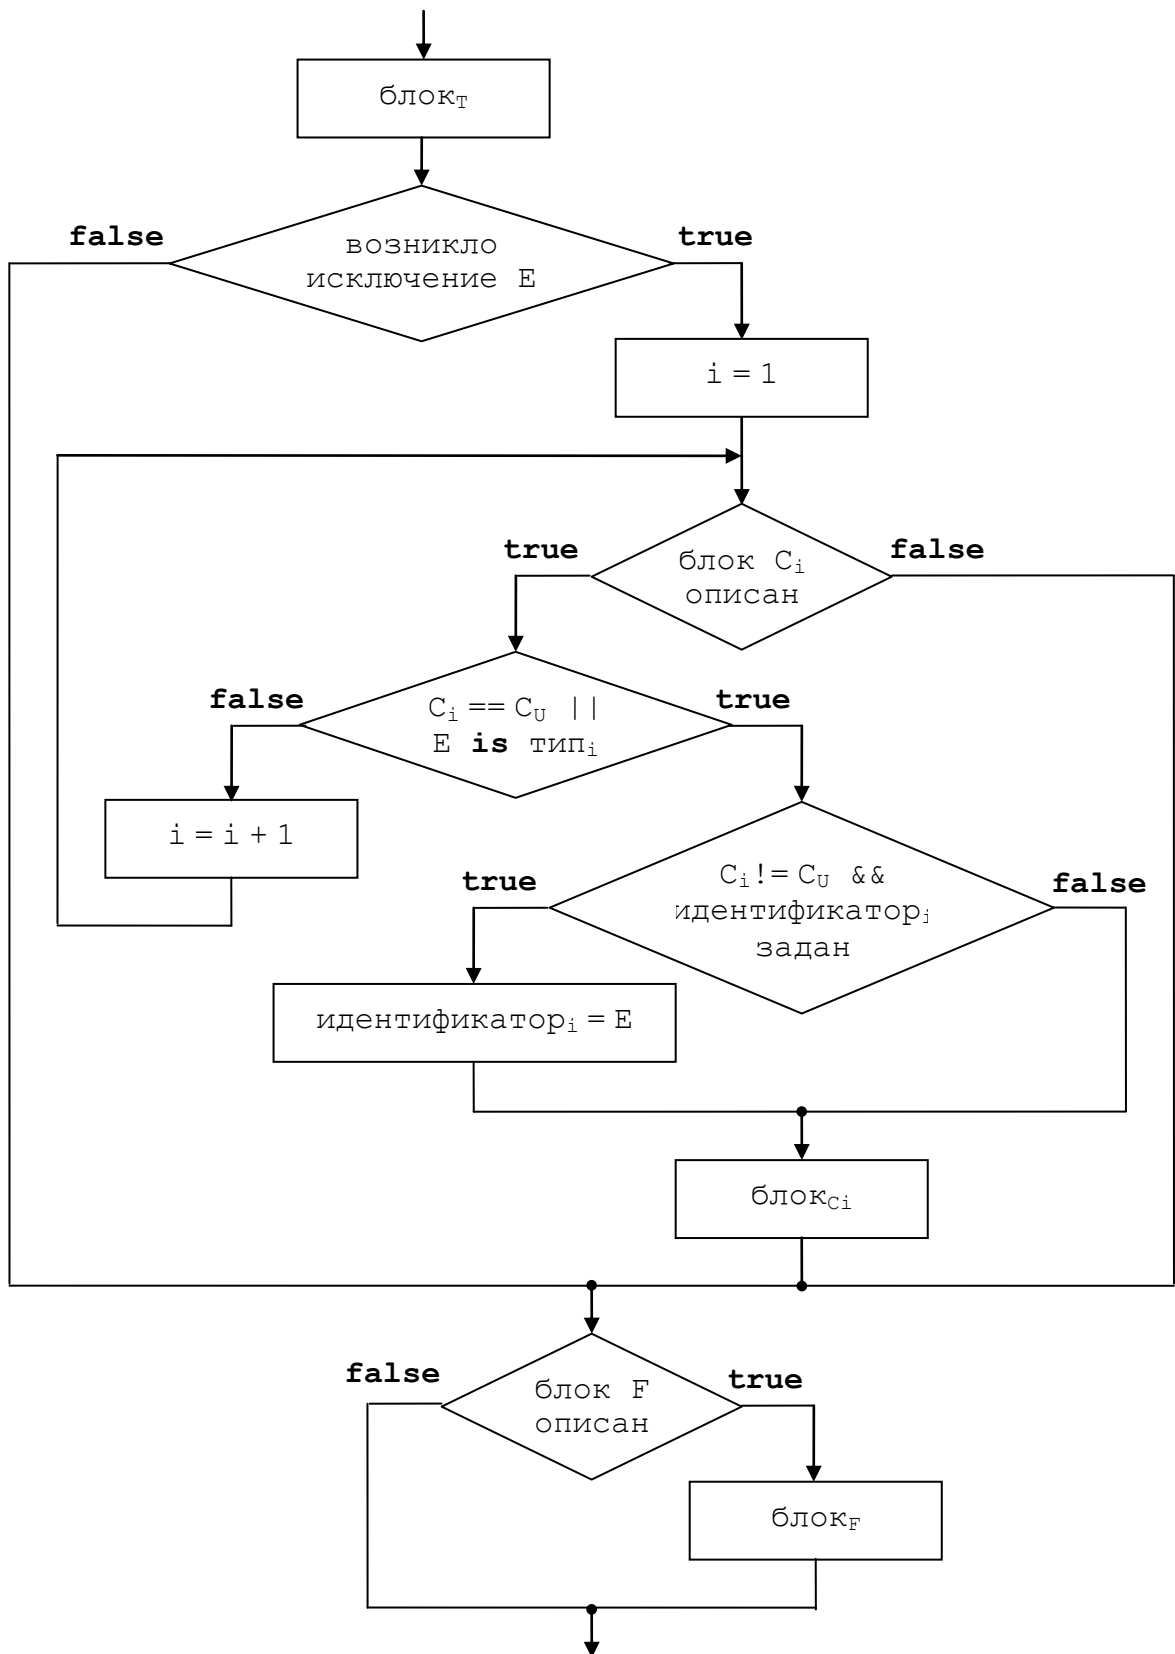 блокT
false
true
возникло
исключение E
i = 1
true
false
блок Ci
описан
false
true
Ci == CU ||
E is типi
i = i + 1
true
false
Ci != CU &&
идентификаторi
задан
идентификаторi = E
блокCi
false
true
блок F
описан
блокF